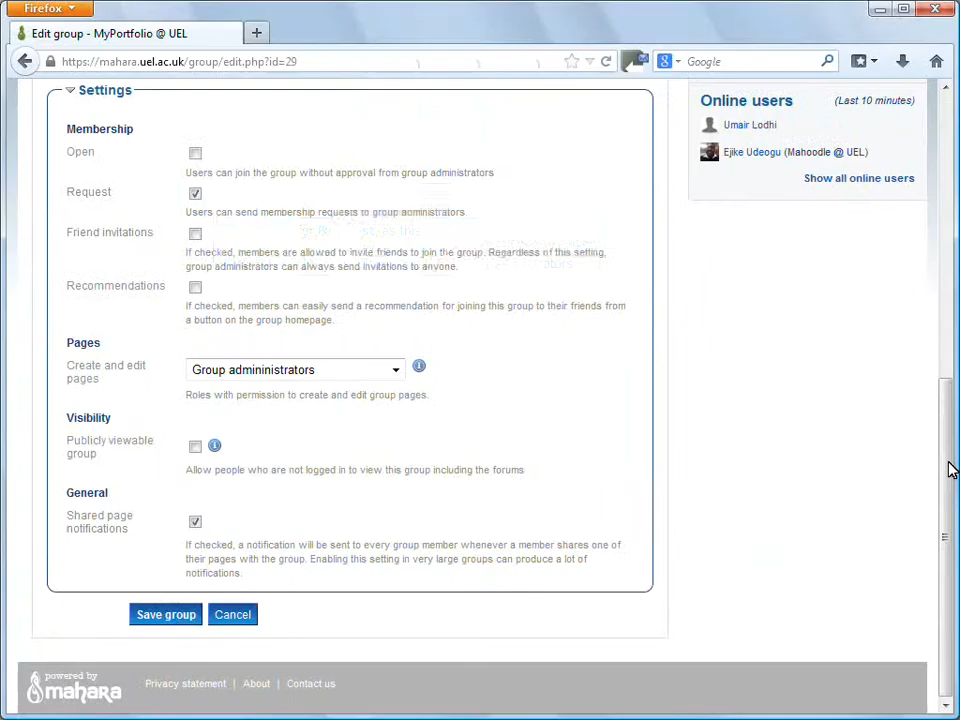 Firefox
Edit group - MyPortfolio @ UEL
https://mahara.uel.ac.uk/group/edit.php?id=29
Google
Settings
Online users
(Last 10 minutes)
Umair Lodhi
Ejike Udeogu (Mahoodle @ UEL)
Show all online users
Membership
Open
Users can join the group without approval from group administrators
Request
Users can send membership requests to group administrators.
Friend invitations
If checked, members are allowed to invite friends to join the group. Regardless of this setting,
group administrators can always send invitations to anyone.
Recommendations
If checked, members can easily send a recommendation for joining this group to their friends from
a button on the group homepage.
Pages
Create and edit
pages
Group admininistrators
Roles with permission to create and edit group pages.
Visibility
Publicly viewable
group
Allow people who are not logged in to view this group including the forums
General
Shared page
notifications
If checked, a notification will be sent to every group member whenever a member shares one of
their pages with the group. Enabling this setting in very large groups can produce a lot of
notifications.
Save group
Cancel
powered by
mahara
Privacy statement | About | Contact us